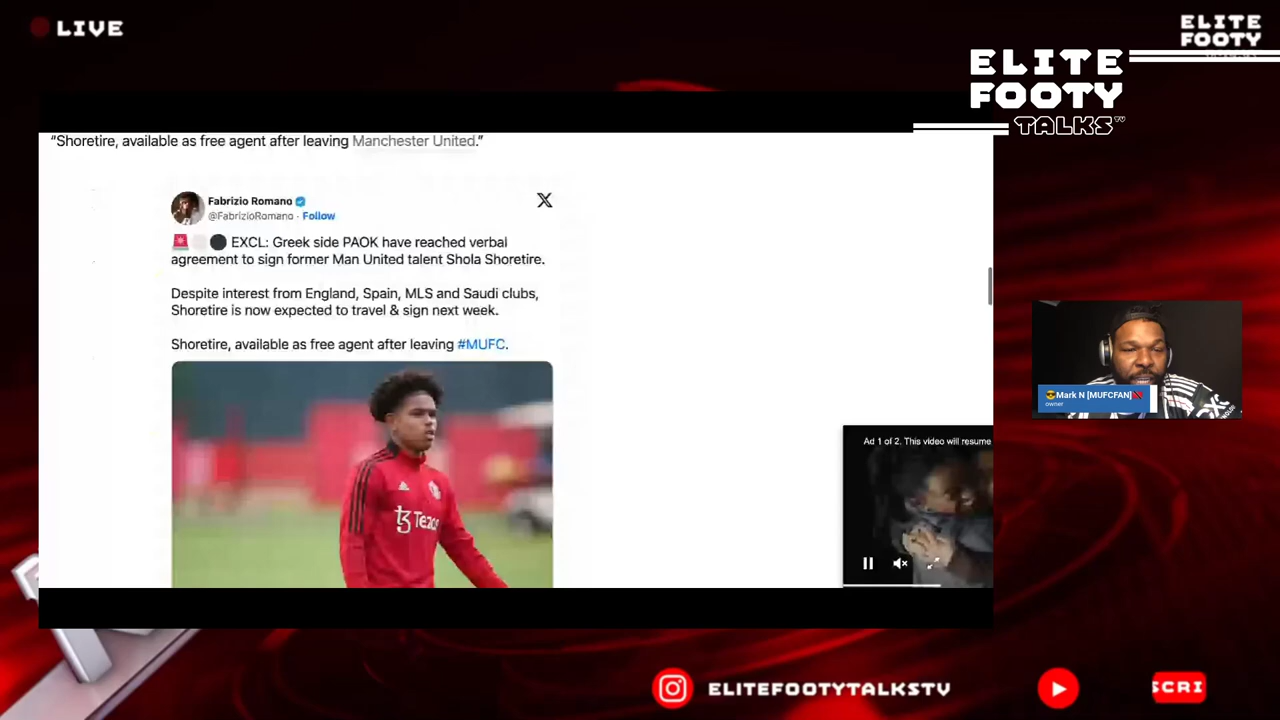 LIVE
ELITE
FOOTY
ELITE
FOOTY
TALKS TV
“Shoretire, available as free agent after leaving Manchester United.”
Fabrizio Romano
@FabrizioRomano · Follow
X
EXCL: Greek side PAOK have reached verbal
agreement to sign former Man United talent Shola Shoretire.
Despite interest from England, Spain, MLS and Saudi clubs,
Shoretire is now expected to travel & sign next week.
Shoretire, available as free agent after leaving #MUFC.
Mark N [MUFCFAN]
owner
Ad 1 of 2. This video will resume
ELITEFOOTYTALKSTV
SCRI